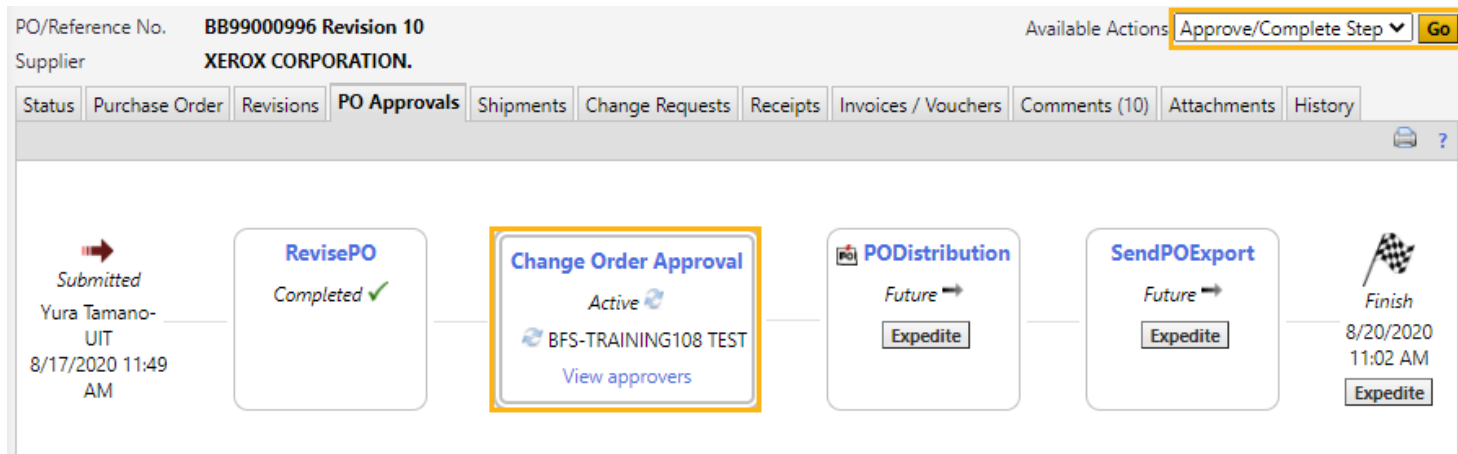 PO/Reference No. BB99000996 Revision 10
Available Actions Approve/Complete Step Go
Supplier XEROX CORPORATION.
Status Purchase Order Revisions PO Approvals Shipments Change Requests Receipts Invoices / Vouchers Comments (10) Attachments History
?
Submitted
Yura Tamano-
UIT
8/17/2020 11:49
AM
RevisePO
Completed
Change Order Approval
Active
BFS-TRAINING108 TEST
View approvers
PODistribution
Future
Expedite
SendPOExport
Future
Expedite
Finish
8/20/2020
11:02 AM
Expedite